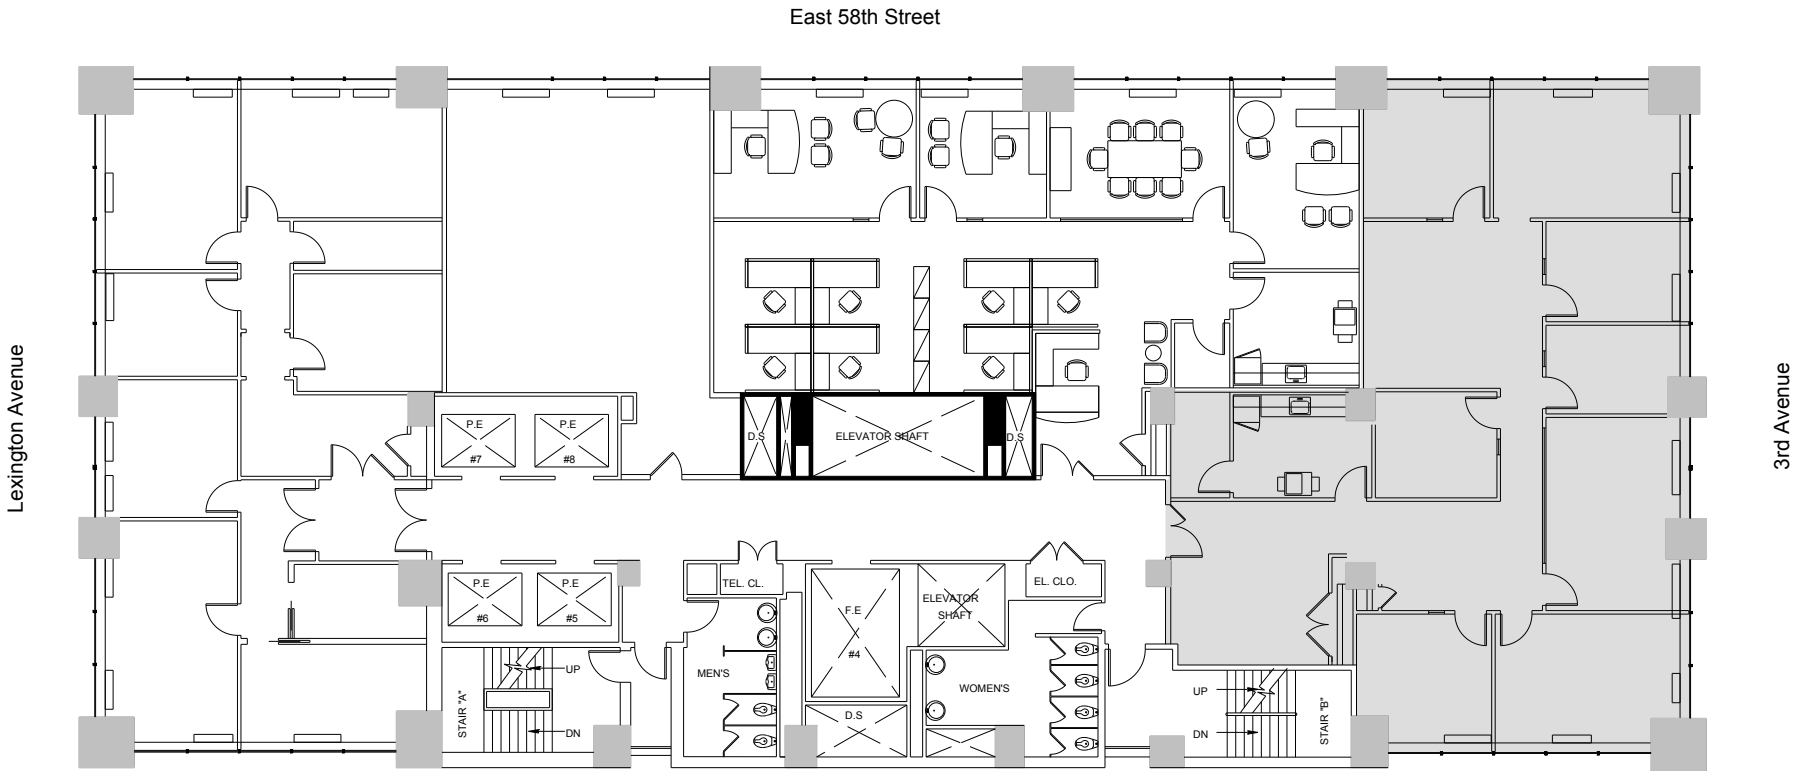 East 58th Street
Lexington Avenue
3rd Avenue
P.E
#7
P.E
#8
D.S
ELEVATOR SHAFT
D.S
P.E
#6
P.E
#5
TEL. CL.
F.E
#4
ELEVATOR
SHAFT
EL. CLO.
MEN'S
WOMEN'S
D.S
STAIR "A"
UP
DN
UP
DN
STAIR "B"